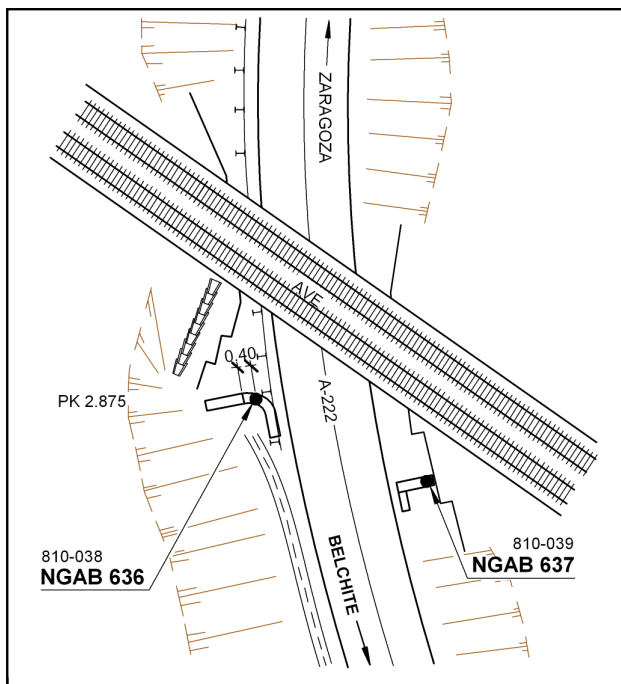 ZARAGOZA
AVE
0,40
A-222
PK 2.875
810-038
NGAB 636
BELCHITE
810-039
NGAB 637